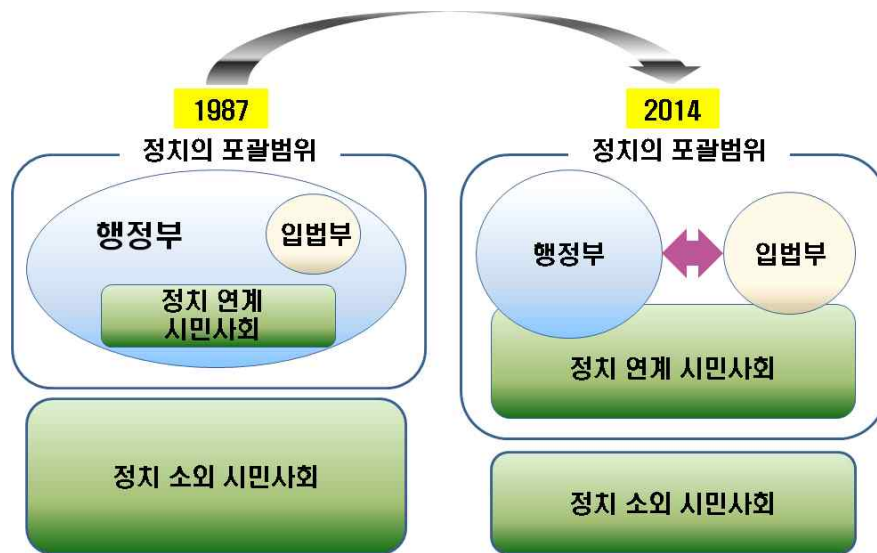 1987
정치의 포괄범위
행정부
입법부
정치 연계
시민사회
정치 소외 시민사회
2014
정치의 포괄범위
행정부
입법부
정치 연계 시민사회
정치 소외 시민사회